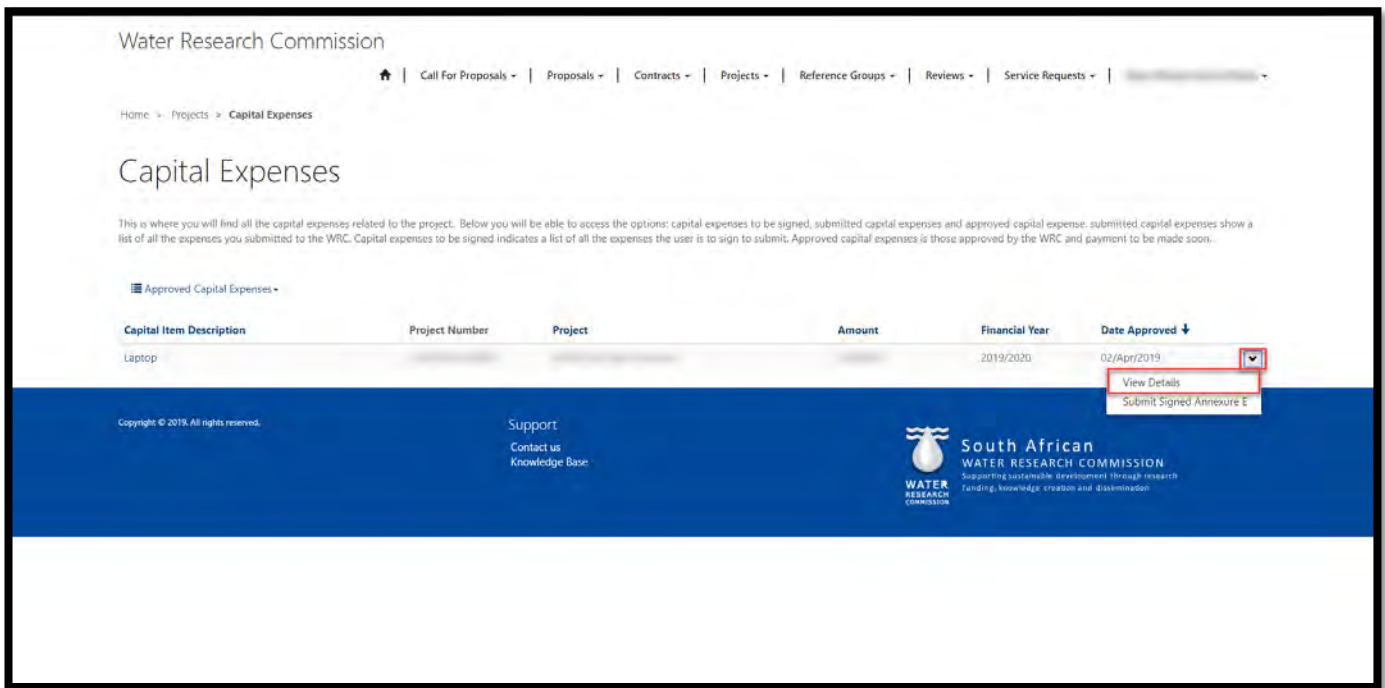 Water Research Commission
Call For Proposals | Proposals | Contracts | Projects | Reference Groups | Reviews | Service Requests |
Home > Projects > Capital Expenses
Capital Expenses
This is where you will find all the capital expenses related to the project. Below you will be able to access the options: capital expenses to be signed, submitted capital expenses and approved capital expense. submitted capital expenses show a
list of all the expenses you submitted to the WRC. Capital expenses to be signed indicates a list of all the expenses the user is to sign to submit. Approved capital expenses is those approved by the WRC and payment to be made soon.
Approved Capital Expenses
Capital Item Description Project Number Project Amount Financial Year Date Approved
Laptop 2019/2020 02/Apr/2019
View Details
Submit Signed Annexure E
Copyright © 2019. All rights reserved.
Support
Contact us
Knowledge Base
WATER
RESEARCH
COMMISSION
South African
WATER RESEARCH COMMISSION
Supporting sustainable development through research
funding, knowledge creation and dissemination